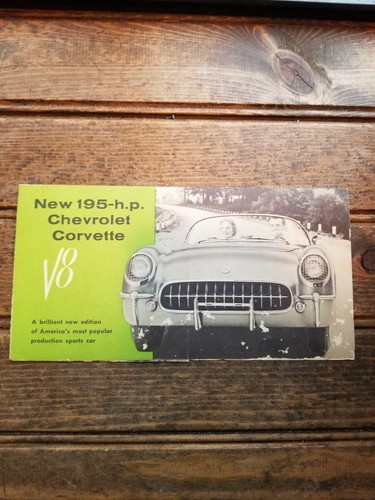 New 195-h.p.
Chevrolet
Corvette
V8
A brilliant new edition
of America's most popular
production sports car